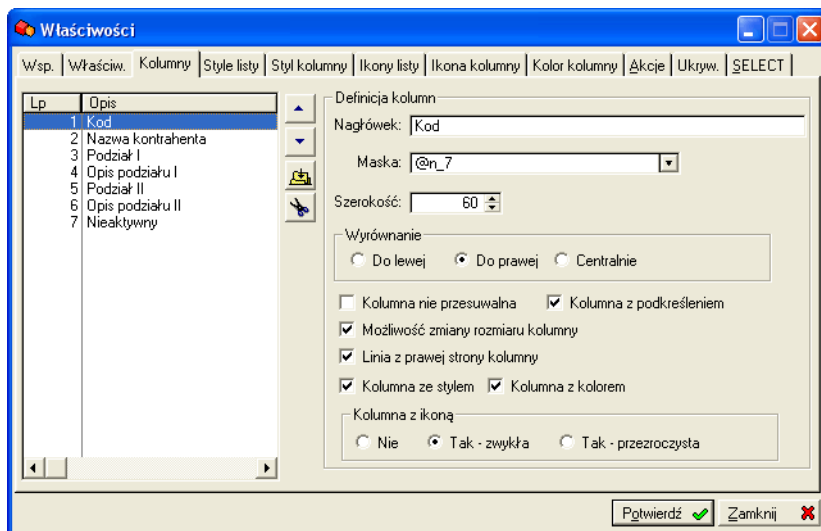 Właściwości
Wsp. Właściw. Kolumny Style listy Styl kolumny Ikony listy Ikona kolumny Kolor kolumny Akcje Ukryw. SELECT
Lp Opis
1 Kod
2 Nazwa kontrahenta
3 Podział I
4 Opis podziału I
5 Podział II
6 Opis podziału II
7 Nieaktywny
Definicja kolumn
Nagłówek: Kod
Maska: @n_7
Szerokość: 60
Wyrównanie
Do lewej Do prawej Centralnie
Kolumna nie przesuwalna Kolumna z podkreśleniem
Możliwość zmiany rozmiaru kolumny
Linia z prawej strony kolumny
Kolumna ze stylem Kolumna z kolorem
Kolumna z ikoną
Nie Tak - zwykła Tak - przezroczysta
Potwierdź Zamknij